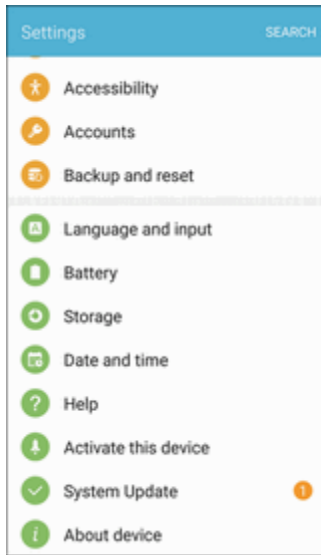 Settings SEARCH
Accessibility
Accounts
Backup and reset
Language and input
Battery
Storage
Date and time
Help
Activate this device
System Update 1
About device